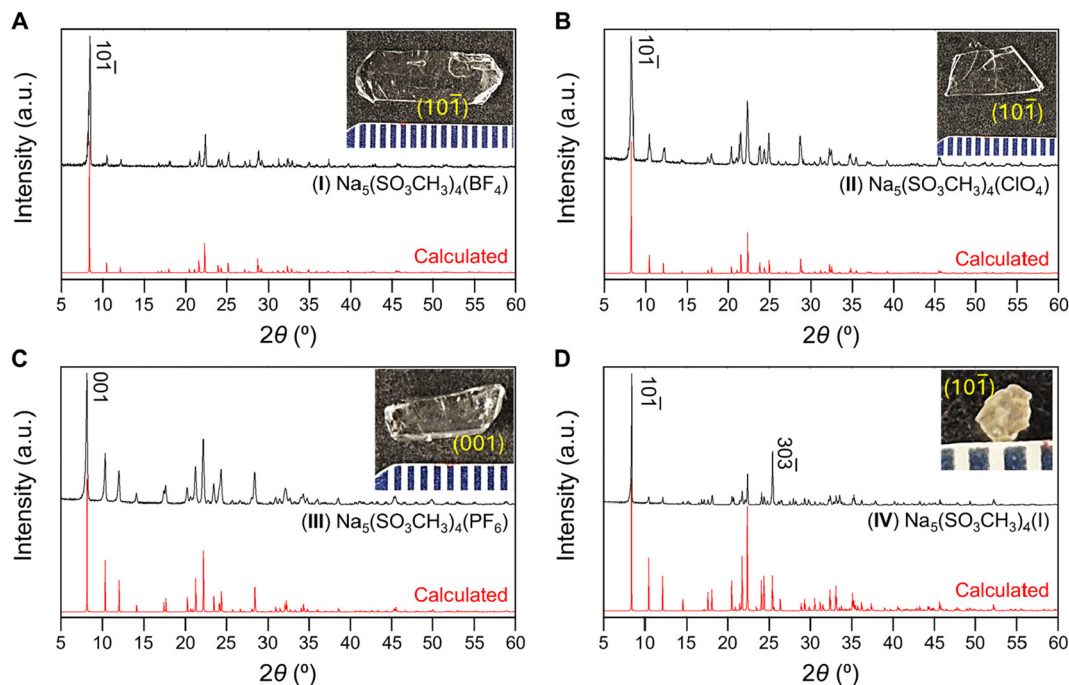 A
Intensity (a.u.)
101̅
(101̅)
(I) Na₅(SO₃CH₃)₄(BF₄)
Calculated
5 10 15 20 25 30 35 40 45 50 55 60
2θ (º)
B
Intensity (a.u.)
101̅
(101̅)
(II) Na₅(SO₃CH₃)₄(ClO₄)
Calculated
5 10 15 20 25 30 35 40 45 50 55 60
2θ (º)
C
Intensity (a.u.)
001
(001)
(III) Na₅(SO₃CH₃)₄(PF₆)
Calculated
5 10 15 20 25 30 35 40 45 50 55 60
2θ (º)
D
Intensity (a.u.)
101̅
(101̅)
303̅
(IV) Na₅(SO₃CH₃)₄(I)
Calculated
5 10 15 20 25 30 35 40 45 50 55 60
2θ (º)